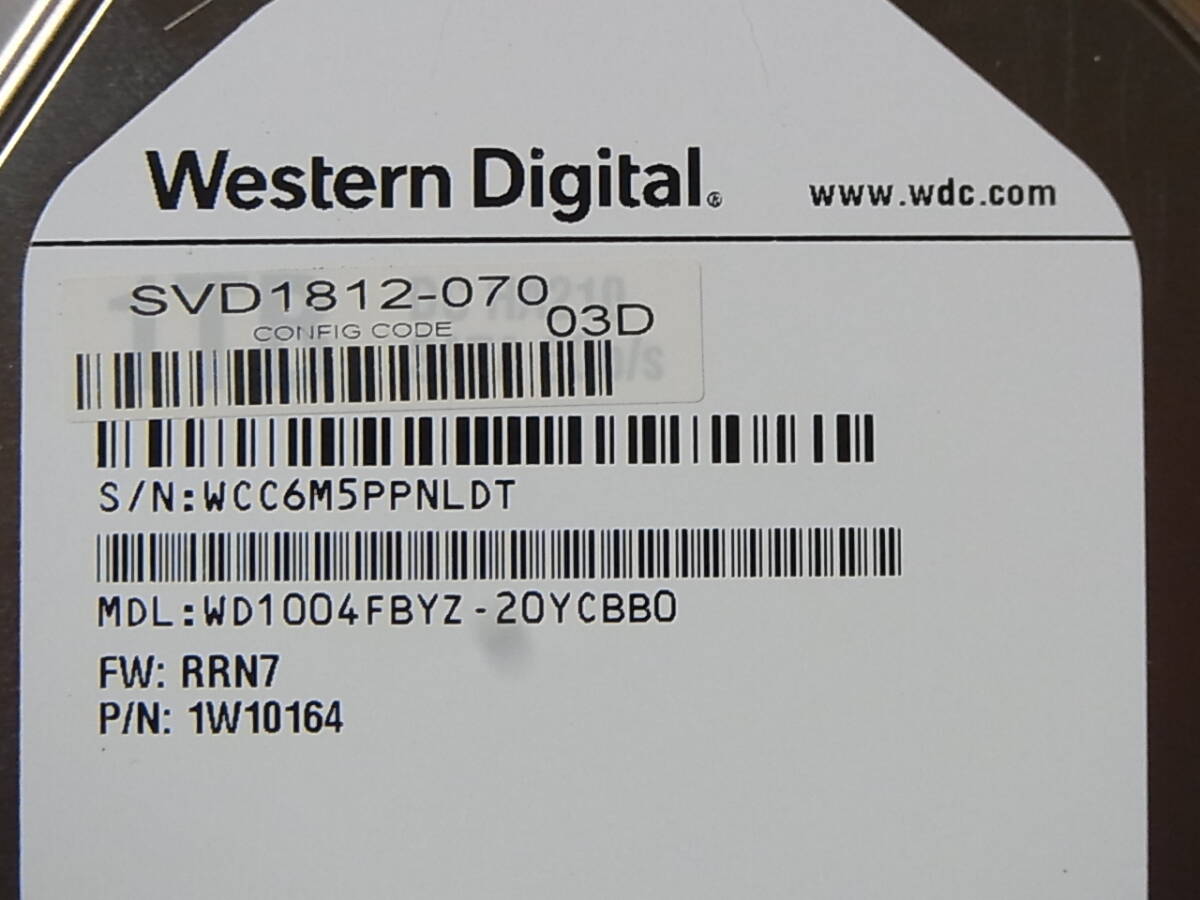 Western Digital® www.wdc.com
SVD1812-070
CONFIG CODE 03D
S/N:WCC6M5PPNLDT
MDL:WD1004FBYZ-20YCBB0
FW: RRN7
P/N: 1W10164